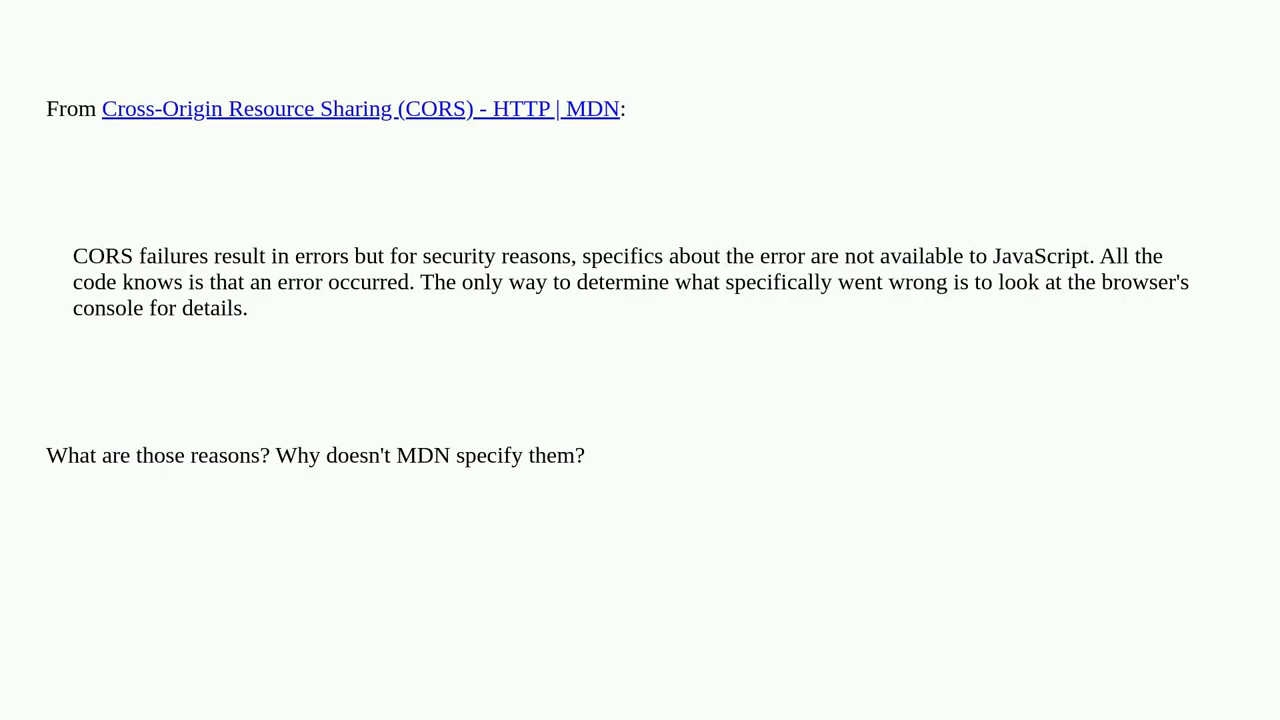 From Cross-Origin Resource Sharing (CORS) - HTTP | MDN:
CORS failures result in errors but for security reasons, specifics about the error are not available to JavaScript. All the
code knows is that an error occurred. The only way to determine what specifically went wrong is to look at the browser's
console for details.
What are those reasons? Why doesn't MDN specify them?